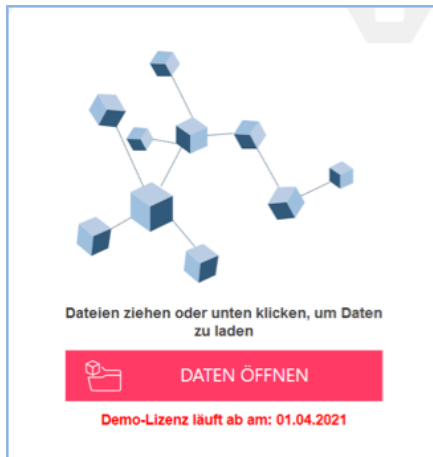 Dateien ziehen oder unten klicken, um Daten
zu laden
DATEN ÖFFNEN
Demo-Lizenz läuft ab am: 01.04.2021